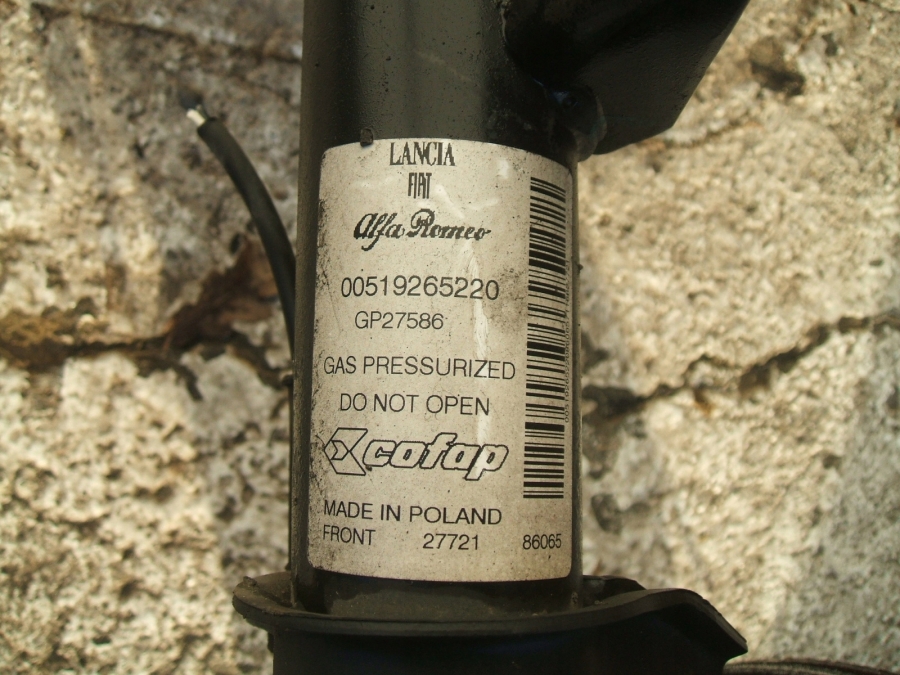 LANCIA
FIAT
Alfa Romeo
00519265220
GP27586
GAS PRESSURIZED
DO NOT OPEN
cofap
MADE IN POLAND
FRONT 27721 86065